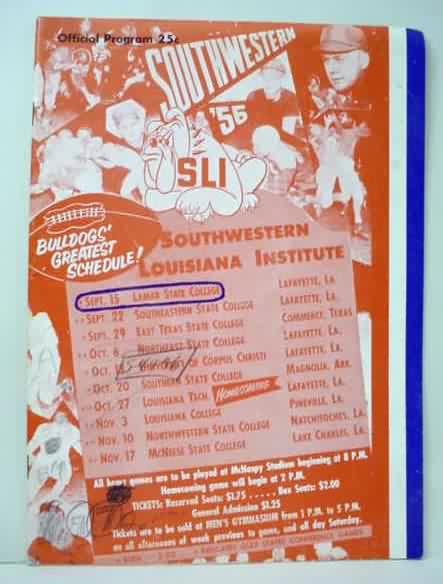 Official Program 25c
SOUTHWESTERN
'56
SLI
BULLDOGS'
GREATEST
SCHEDULE!
SOUTHWESTERN
LOUISIANA INSTITUTE
SEPT. 15 LAMAR STATE COLLEGE LAFAYETTE, LA.
SEPT. 22 SOUTHEASTERN STATE COLLEGE LAFAYETTE, LA.
SEPT. 29 EAST TEXAS STATE COLLEGE COMMERCE, TEXAS
OCT. 6 NORTHEAST STATE COLLEGE LAFAYETTE, LA.
OCT. OF CORPUS CHRISTI LAFAYETTE, LA.
OCT. 20 SOUTHERN STATE COLLEGE MAGNOLIA, ARK.
OCT. 27 LOUISIANA TECH. HOMECOMING LAFAYETTE, LA.
NOV. 3 LOUISIANA COLLEGE PINEVILLE, LA.
NOV. 10 NORTHWESTERN STATE COLLEGE NATCHITOCHES, LA.
NOV. 17 MCNEESE STATE COLLEGE LAKE CHARLES, LA.
All home games are to be played at McNaspy Stadium beginning at 8 P.M.
Homecoming game will begin at 2 P.M.
TICKETS: Reserved Seats: $1.75 ..... Box Seats: $2.00
General Admission $1.25
Tickets are to be sold at MEN'S GYMNASIUM from 1 P.M. to 5 P.M.
on all afternoons of week previous to game, and all day Saturday.
INDICATES GULF STATES CONFERENCE GAMES